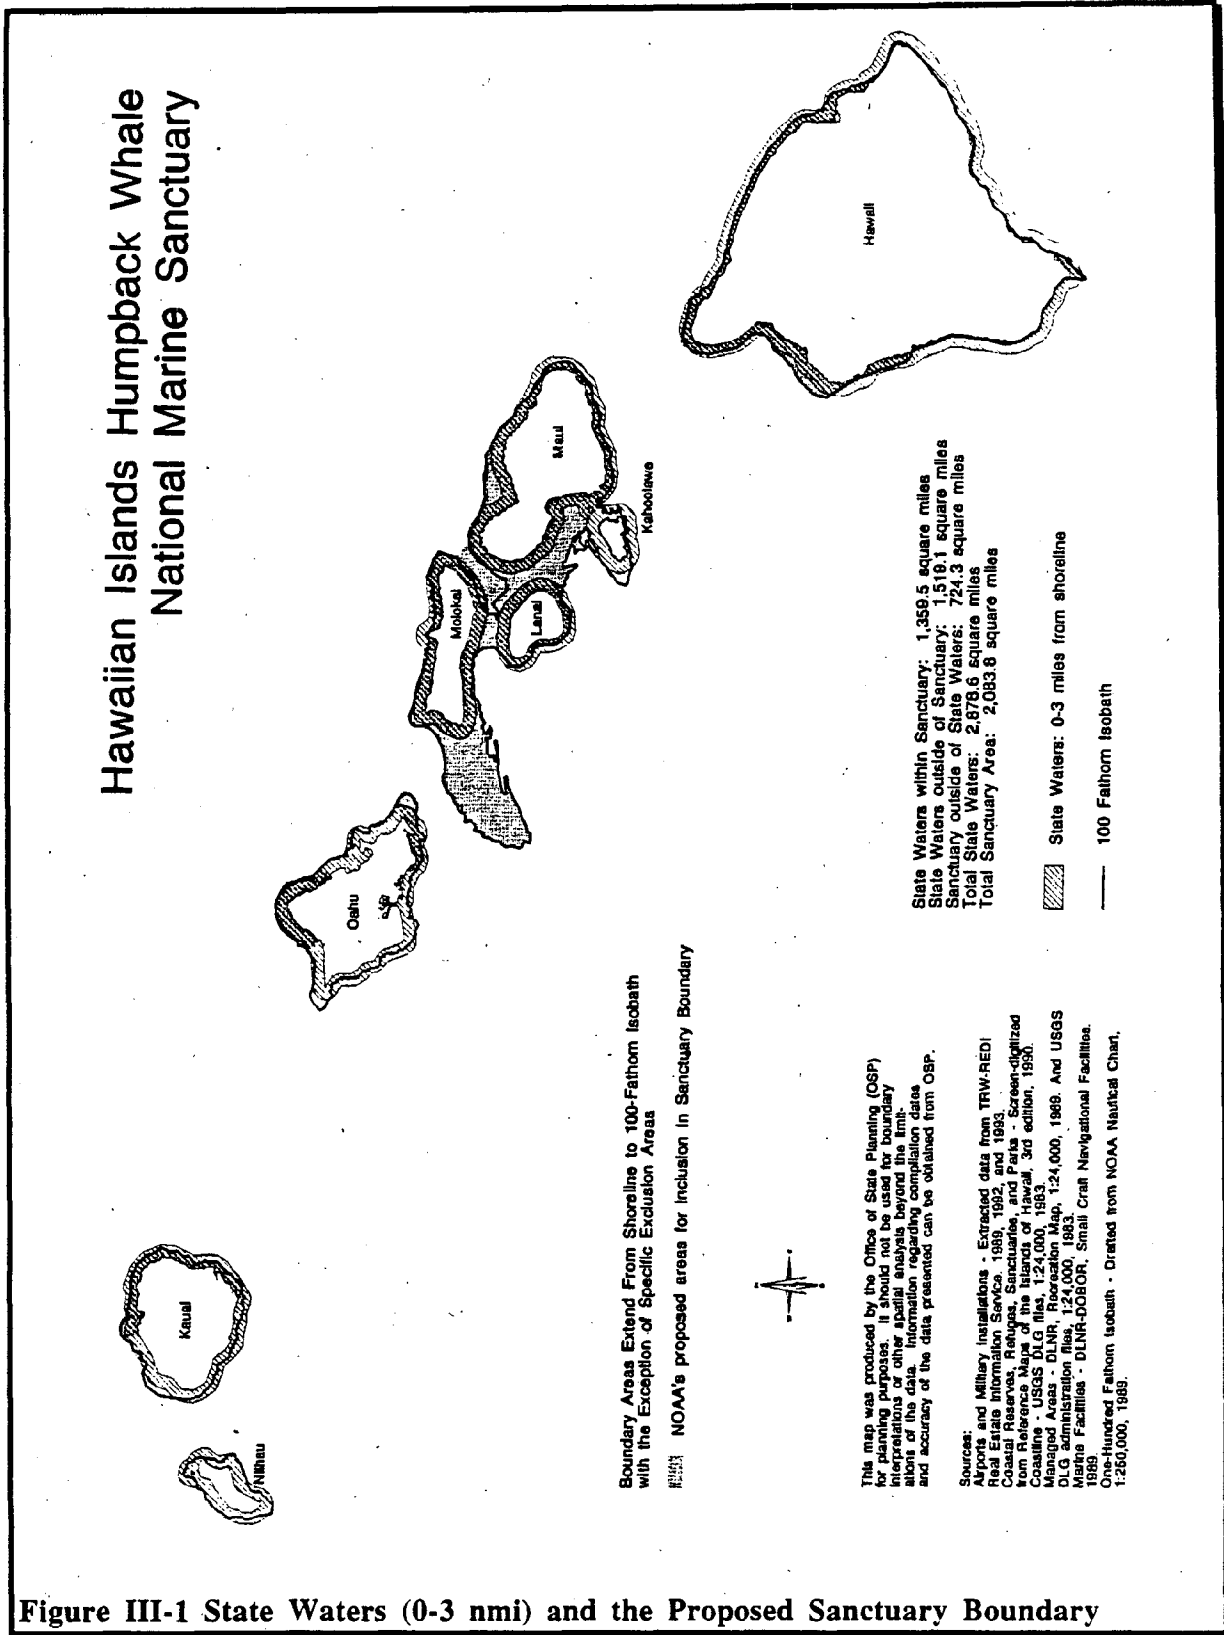 Hawaiian Islands Humpback Whale
National Marine Sanctuary
Kauai
Niihau
Oahu
Molokai
Lanai
Maui
Kahoolawe
Hawaii
Boundary Areas Extend From Shoreline to 100-Fathom Isobath
with the Exception of Specific Exclusion Areas
NOAA's proposed areas for Inclusion in Sanctuary Boundary
This map was produced by the Office of State Planning (OSP)
for planning purposes. It should not be used for boundary
interpretations or other spatial analysis beyond the limit-
ations of the data. Information regarding compilation dates
and accuracy of the data presented can be obtained from OSP.
Sources:
Airports and Military Installations - Extracted data from TRW-REDI
Real Estate Information Service. 1989, 1992, and 1993.
Coastal Reserves, Refuges, Sanctuaries, and Parks - Screen-digitized
from Reference Maps of the Islands of Hawaii, 3rd edition, 1990.
Coastline - USGS DLG files, 1:24,000, 1983.
Managed Areas - DLNR, Recreation Map, 1:24,000, 1989. And USGS
DLG administration files, 1:24,000, 1983.
Marine Facilities - DLNR-DOBOR, Small Craft Navigational Facilities.
1989.
One-Hundred Fathom Isobath - Drafted from NOAA Nautical Chart,
1:250,000, 1989.
State Waters within Sanctuary: 1,359.5 square miles
State Waters outside of Sanctuary: 1,519.1 square miles
Sanctuary outside of State Waters: 724.3 square miles
Total State Waters: 2,878.6 square miles
Total Sanctuary Area: 2,083.8 square miles
State Waters: 0-3 miles from shoreline
100 Fathom Isobath
Figure III-1 State Waters (0-3 nmi) and the Proposed Sanctuary Boundary